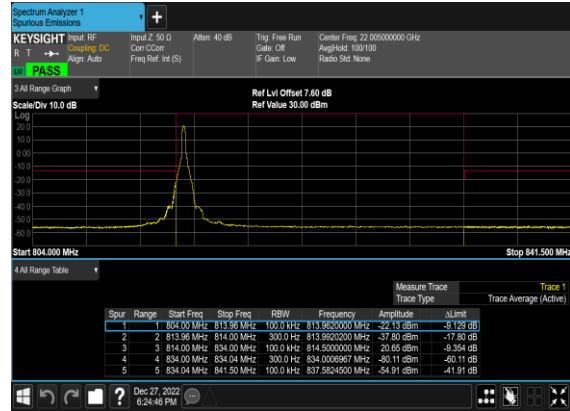 Spectrum Analyzer 1
Spurious Emissions
KEYSIGHT
R T
LXI PASS
Input: RF
Coupling: DC
Align: Auto
Input Z: 50 Ω
Corr CCorr
Freq Ref: Int (S)
Atten: 40 dB
Trig: Free Run
Gate: Off
IF Gain: Low
Center Freq: 22.005000000 GHz
Avg|Hold: 100/100
Radio Std: None
3 All Range Graph
Scale/Div 10.0 dB
Ref Lvl Offset 7.60 dB
Ref Value 30.00 dBm
Log
20.0
10.0
0.00
-10.0
-20.0
-30.0
-40.0
-50.0
-60.0
Start 804.000 MHz
Stop 841.500 MHz
4 All Range Table
Measure Trace Trace 1
Trace Type Trace Average (Active)
Spur Range Start Freq Stop Freq RBW Frequency Amplitude ΔLimit
1 1 804.00 MHz 813.96 MHz 100.0 kHz 813.9620000 MHz -22.13 dBm -9.129 dB
2 2 813.96 MHz 814.00 MHz 300.0 Hz 813.9920200 MHz -37.80 dBm -17.80 dB
3 3 814.00 MHz 834.00 MHz 100.0 kHz 814.5000000 MHz 20.65 dBm -9.354 dB
4 4 834.00 MHz 834.04 MHz 300.0 Hz 834.0006967 MHz -80.11 dBm -60.11 dB
5 5 834.04 MHz 841.50 MHz 100.0 kHz 837.5824500 MHz -54.91 dBm -41.91 dB
?
Dec 27, 2022
6:24:46 PM